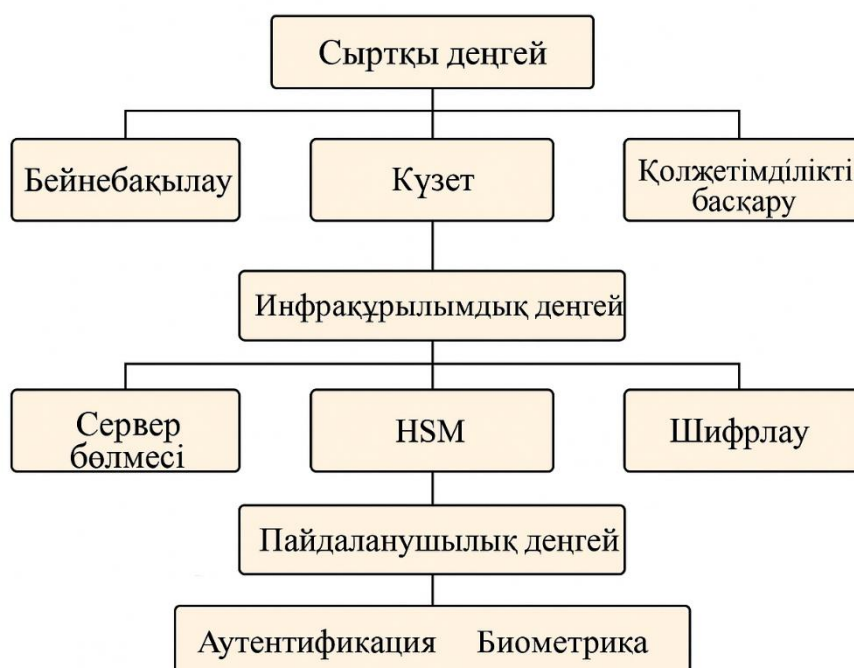 Сыртқы деңгей
Бейнебақылау
Күзет
Қолжетімділікті
басқару
Инфрақұрылымдық деңгей
Сервер
бөлмесі
HSM
Шифрлау
Пайдаланушылық деңгей
Аутентификация Биометрика